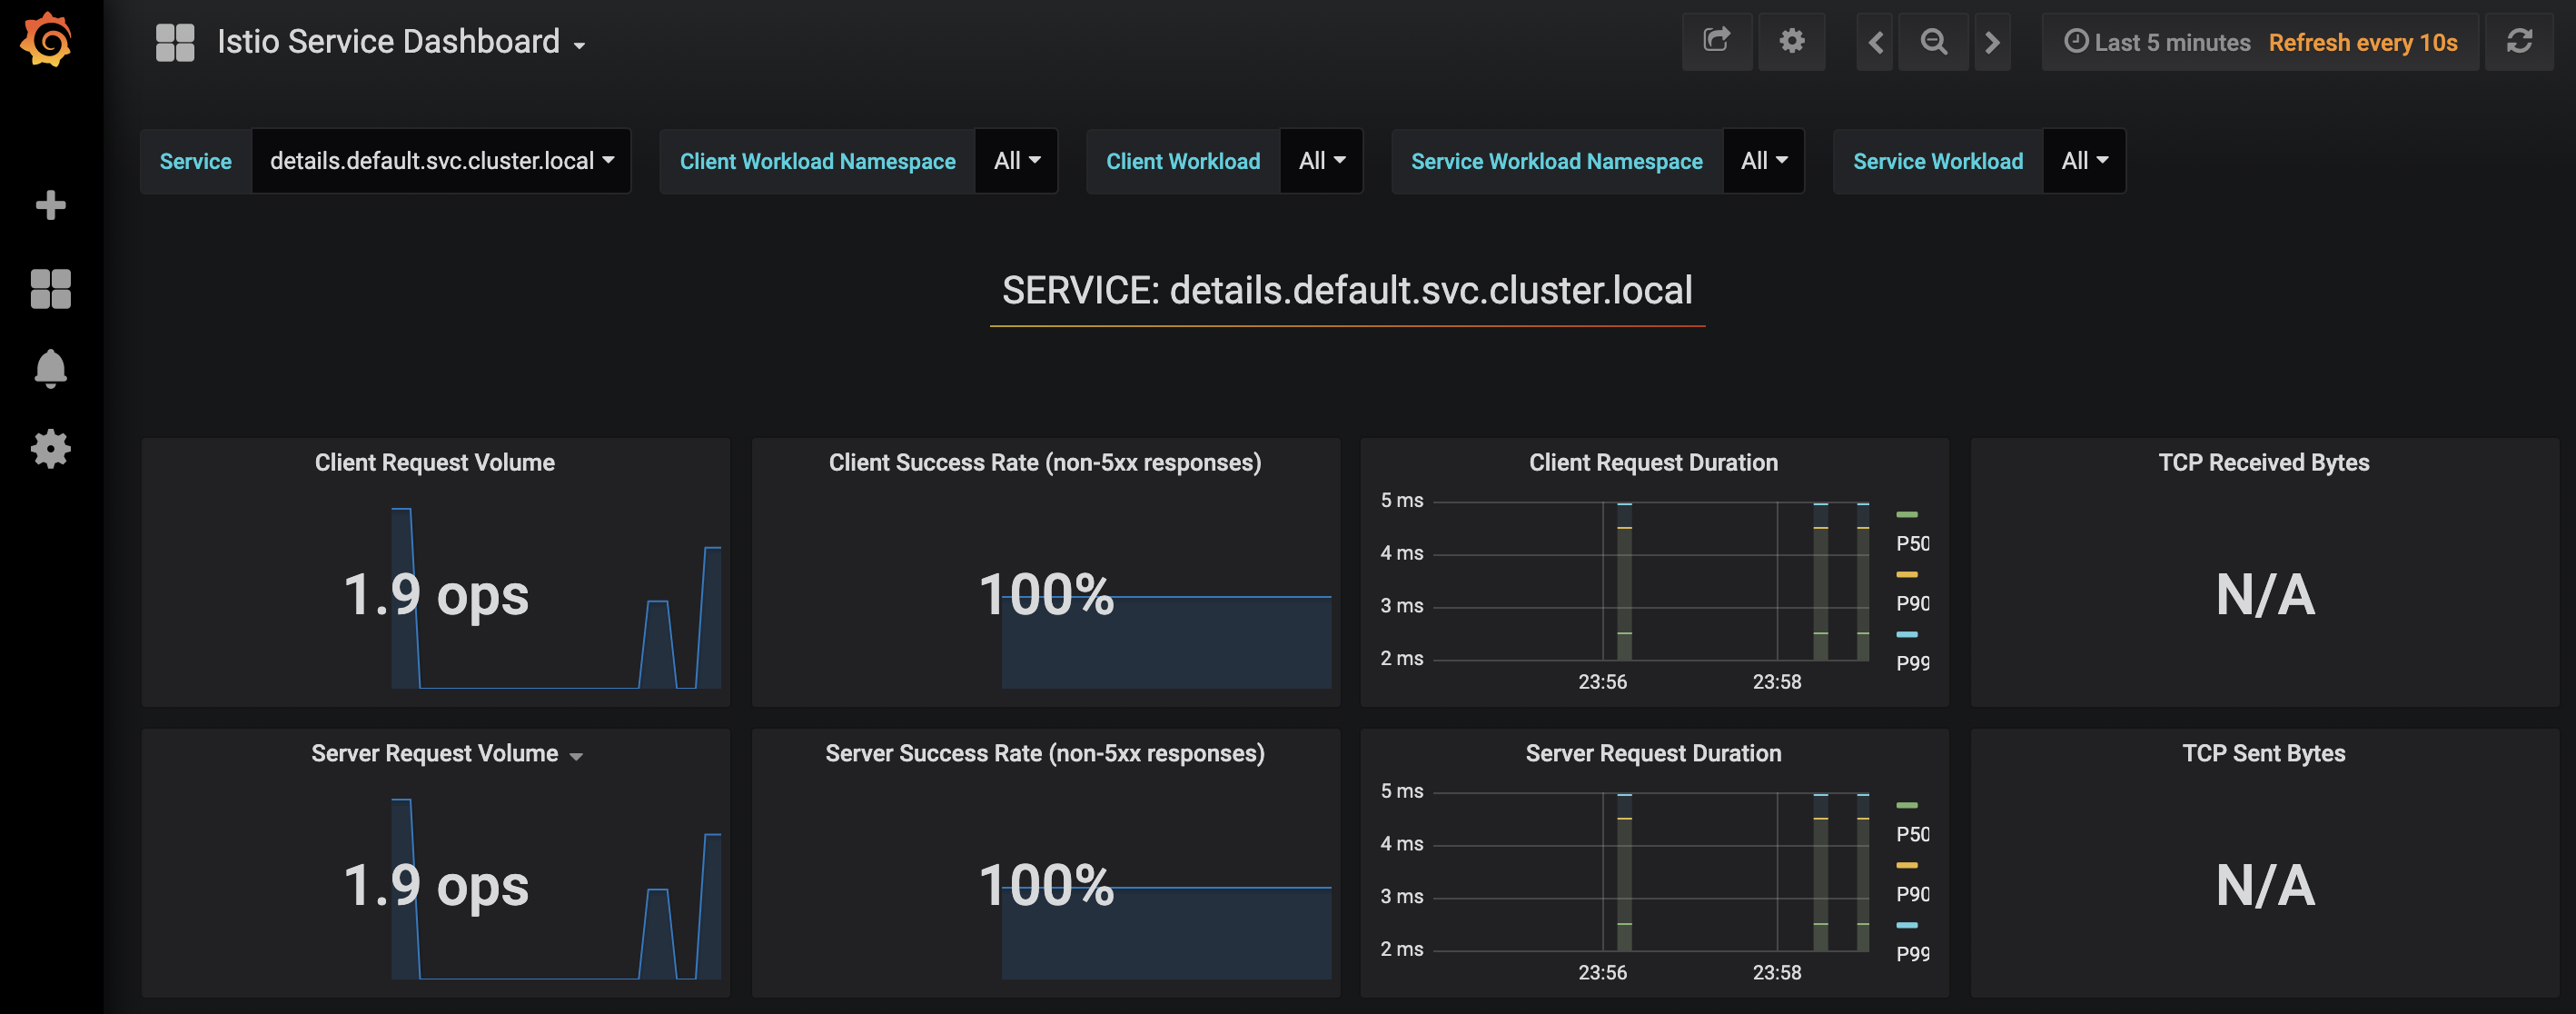 Istio Service Dashboard
Last 5 minutes Refresh every 10s
Service details.default.svc.cluster.local Client Workload Namespace All Client Workload All Service Workload Namespace All Service Workload All
SERVICE: details.default.svc.cluster.local
Client Request Volume
1.9 ops
Client Success Rate (non-5xx responses)
100%
Client Request Duration
5 ms
4 ms
3 ms
2 ms
23:56 23:58
P50
P90
P99
TCP Received Bytes
N/A
Server Request Volume
1.9 ops
Server Success Rate (non-5xx responses)
100%
Server Request Duration
5 ms
4 ms
3 ms
2 ms
23:56 23:58
P50
P90
P99
TCP Sent Bytes
N/A